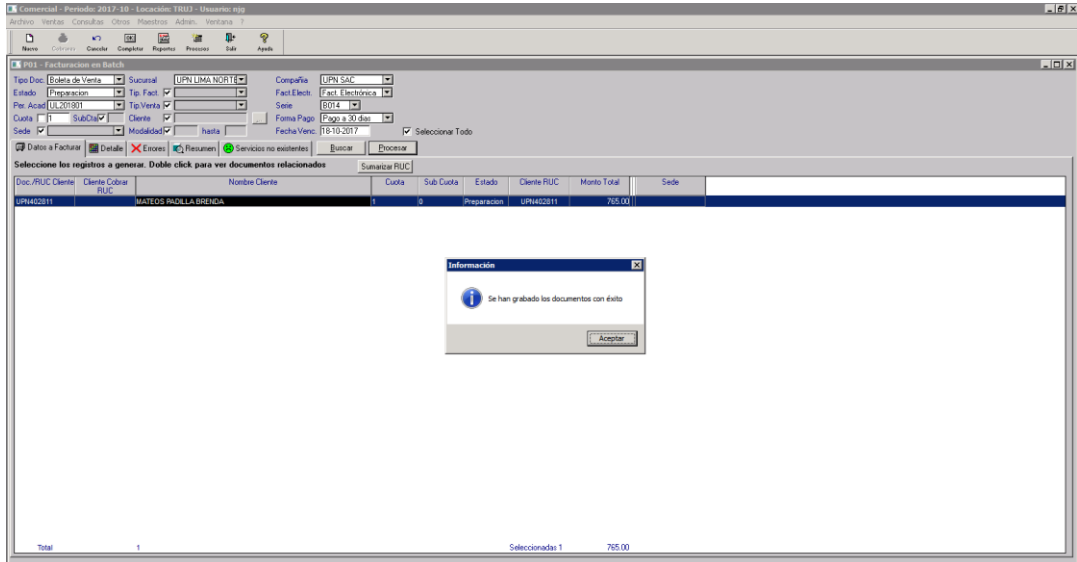 Comercial - Periodo: 2017-10 - Locación: TRUJ - Usuario: njg
Archivo Ventas Consultas Otros Maestros Admin. Ventana ?
Nuevo Cancelar Completar Reportes Procesos Salir Ayuda
P01 - Facturacion en Batch
Tipo Doc. Boleta de Venta Sucursal UPN LIMA NORTE Compañia UPN SAC
Estado Preparacion Tip. Fact. Fact.Electr. Fact. Electrónica
Per. Acad UL201801 Tip.Venta Serie B014
Cuota 1 SubCta Cliente ... Forma Pago Pago a 30 dias
Sede Modalidad hasta Fecha Venc. 18-10-2017 Seleccionar Todo
Datos a Facturar Detalle Errores Resumen Servicios no existentes Buscar Procesar
Seleccione los registros a generar. Doble click para ver documentos relacionados Sumarizar RUC
Doc./RUC Cliente Cliente Cobrar RUC Nombre Cliente Cuota Sub Cuota Estado Cliente RUC Monto Total Sede
UPN402811 MATEOS PADILLA BRENDA 1 0 Preparacion UPN402811 765.00
Información
Se han grabado los documentos con éxito
Aceptar
Total 1 Seleccionadas 1 765.00